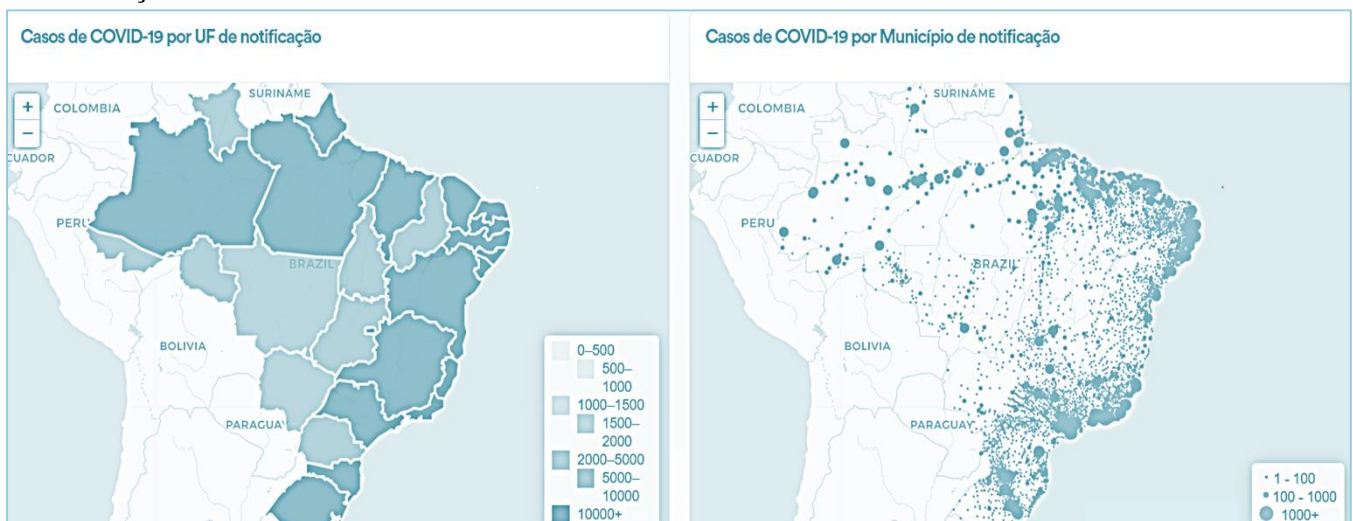 Casos de COVID-19 por UF de notificação
+
−
COLOMBIA
SURINAME
PERU
BRAZIL
BOLIVIA
PARAGUAY
0–500
500–
1000
1000–1500
1500–
2000
2000–5000
5000–
10000
10000+
Casos de COVID-19 por Município de notificação
+
−
COLOMBIA
SURINAME
CUADOR
PERU
BRAZIL
BOLIVIA
PARAGUAY
1 - 100
100 - 1000
1000+